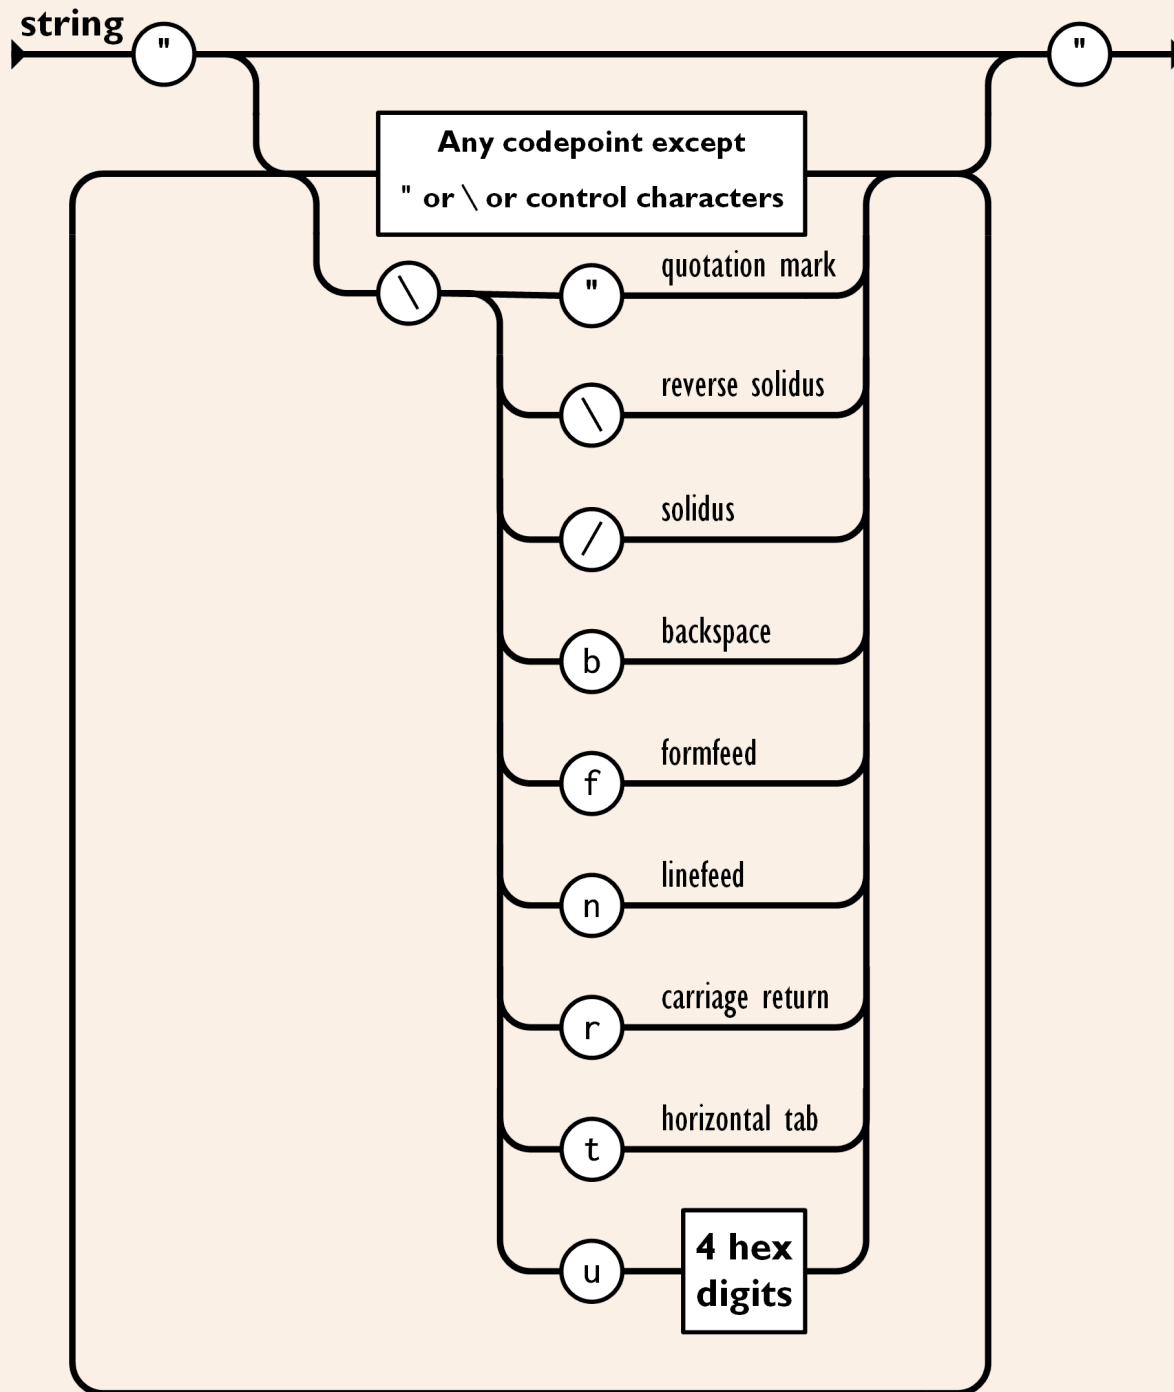 string
" "
Any codepoint except
" or \ or control characters
\ " quotation mark
\ reverse solidus
/ solidus
b backspace
f formfeed
n linefeed
r carriage return
t horizontal tab
u 4 hex
digits